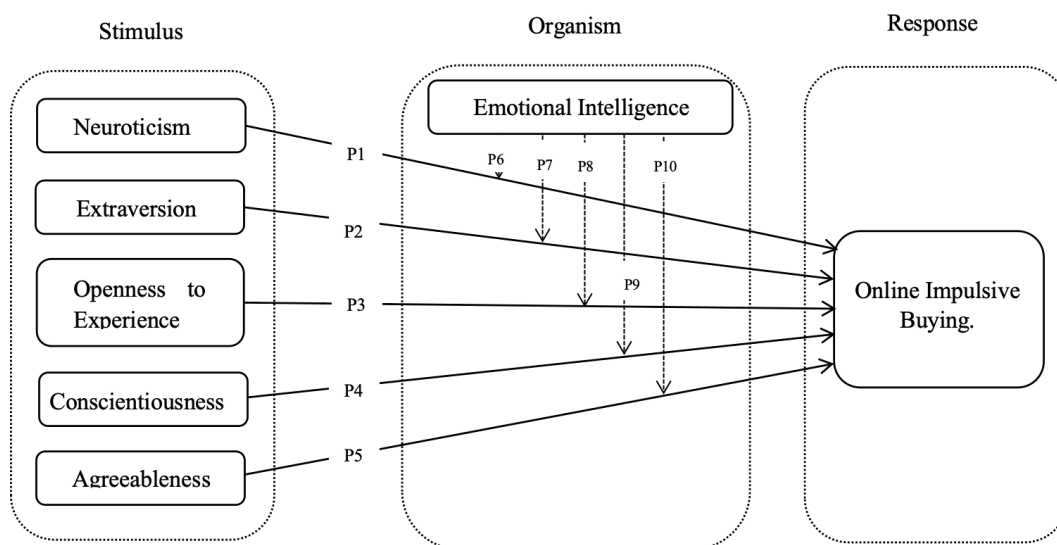 Stimulus
Organism
Response
Neuroticism
Extraversion
Openness to
Experience
Conscientiousness
Agreeableness
Emotional Intelligence
P1
P2
P3
P4
P5
P6
P7
P8
P9
P10
Online Impulsive
Buying.